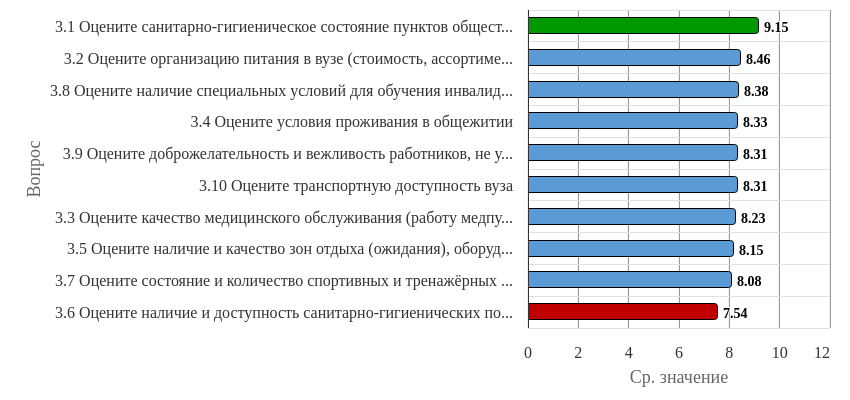 3.1 Оцените санитарно-гигиеническое состояние пунктов общест... 9.15
3.2 Оцените организацию питания в вузе (стоимость, ассортиме... 8.46
3.8 Оцените наличие специальных условий для обучения инвалид... 8.38
3.4 Оцените условия проживания в общежитии 8.33
3.9 Оцените доброжелательность и вежливость работников, не у... 8.31
3.10 Оцените транспортную доступность вуза 8.31
3.3 Оцените качество медицинского обслуживания (работу медпу... 8.23
3.5 Оцените наличие и качество зон отдыха (ожидания), оборуд... 8.15
3.7 Оцените состояние и количество спортивных и тренажёрных ... 8.08
3.6 Оцените наличие и доступность санитарно-гигиенических по... 7.54
Вопрос
0 2 4 6 8 10 12
Ср. значение